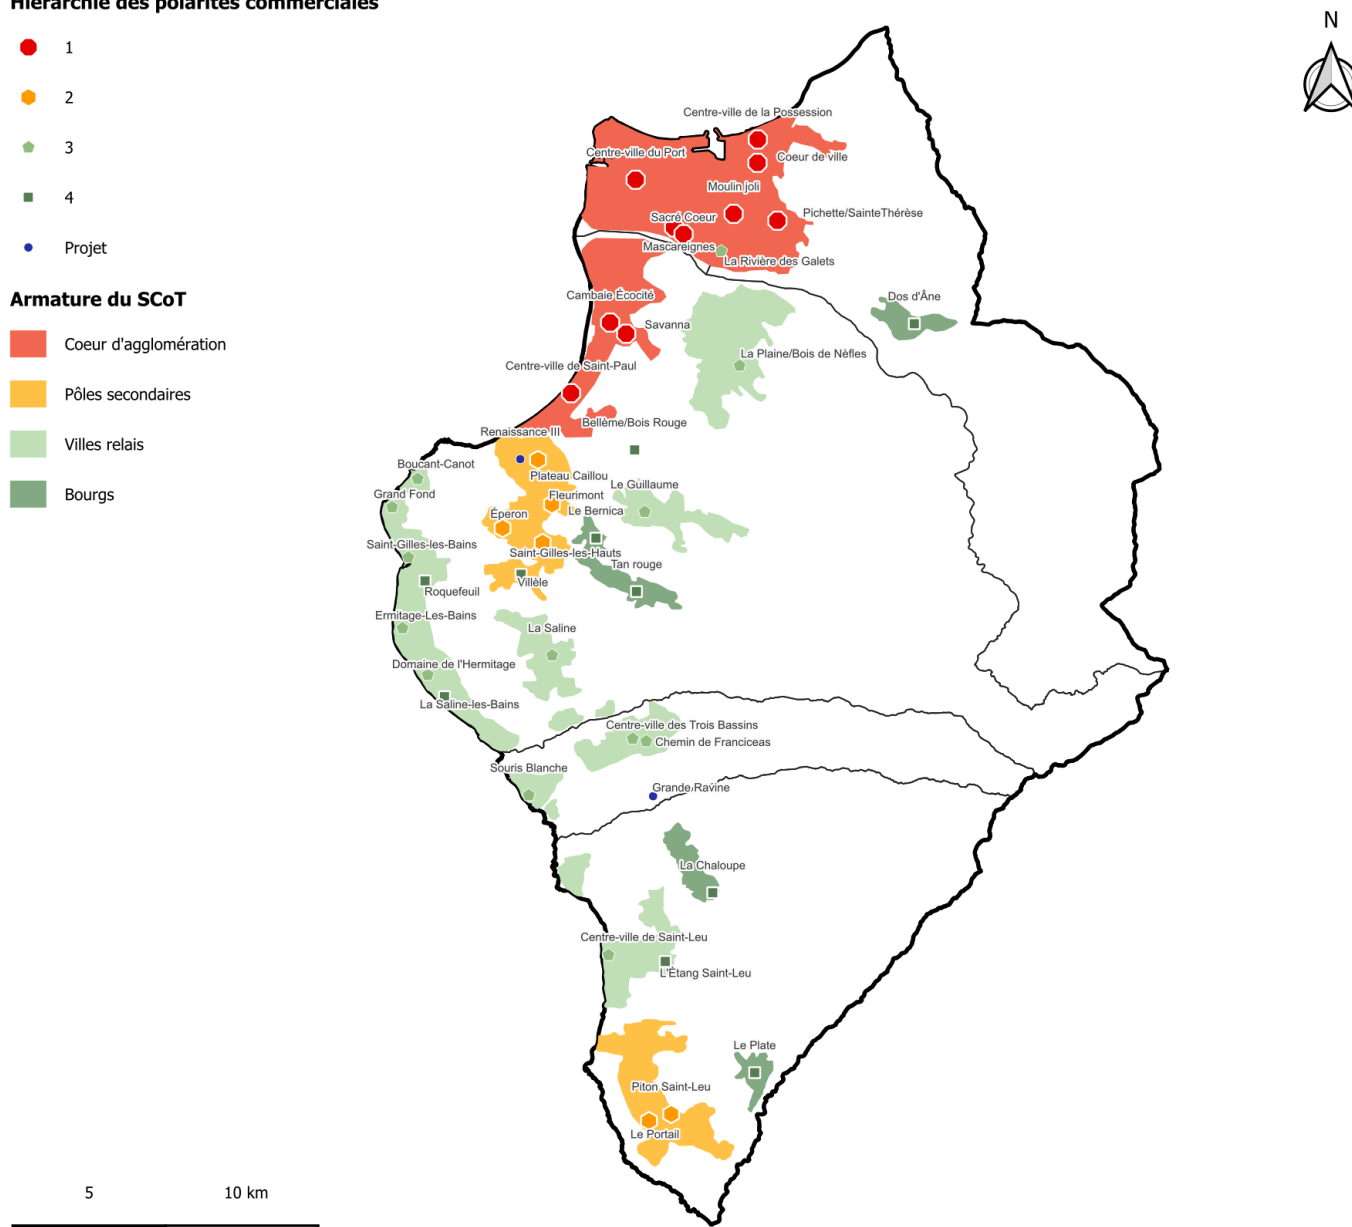 Hiérarchie des polarités commerciales
1
2
3
4
Projet
Armature du SCoT
Coeur d'agglomération
Pôles secondaires
Villes relais
Bourgs
N
Centre-ville de la Possession
Centre-ville du Port
Coeur de ville
Moulin joli
Sacré Coeur
Pichette/SainteThérèse
Mascareignes
La Rivière des Galets
Cambaie Écocité
Savanna
Dos d'Âne
La Plaine/Bois de Nèfles
Centre-ville de Saint-Paul
Bellème/Bois Rouge
Renaissance III
Boucant-Canot
Plateau Caillou
Grand Fond
Fleurimont
Le Guillaume
Éperon
Le Bernica
Saint-Gilles-les-Bains
Saint-Gilles-les-Hauts
Tan rouge
Villèle
Roquefeuil
Ermitage-Les-Bains
La Saline
Domaine de l'Hermitage
La Saline-les-Bains
Centre-ville des Trois Bassins
Chemin de Franciceas
Souris Blanche
Grande Ravine
La Chaloupe
Centre-ville de Saint-Leu
L'Étang Saint-Leu
Le Plate
Piton Saint-Leu
Le Portail
5
10 km